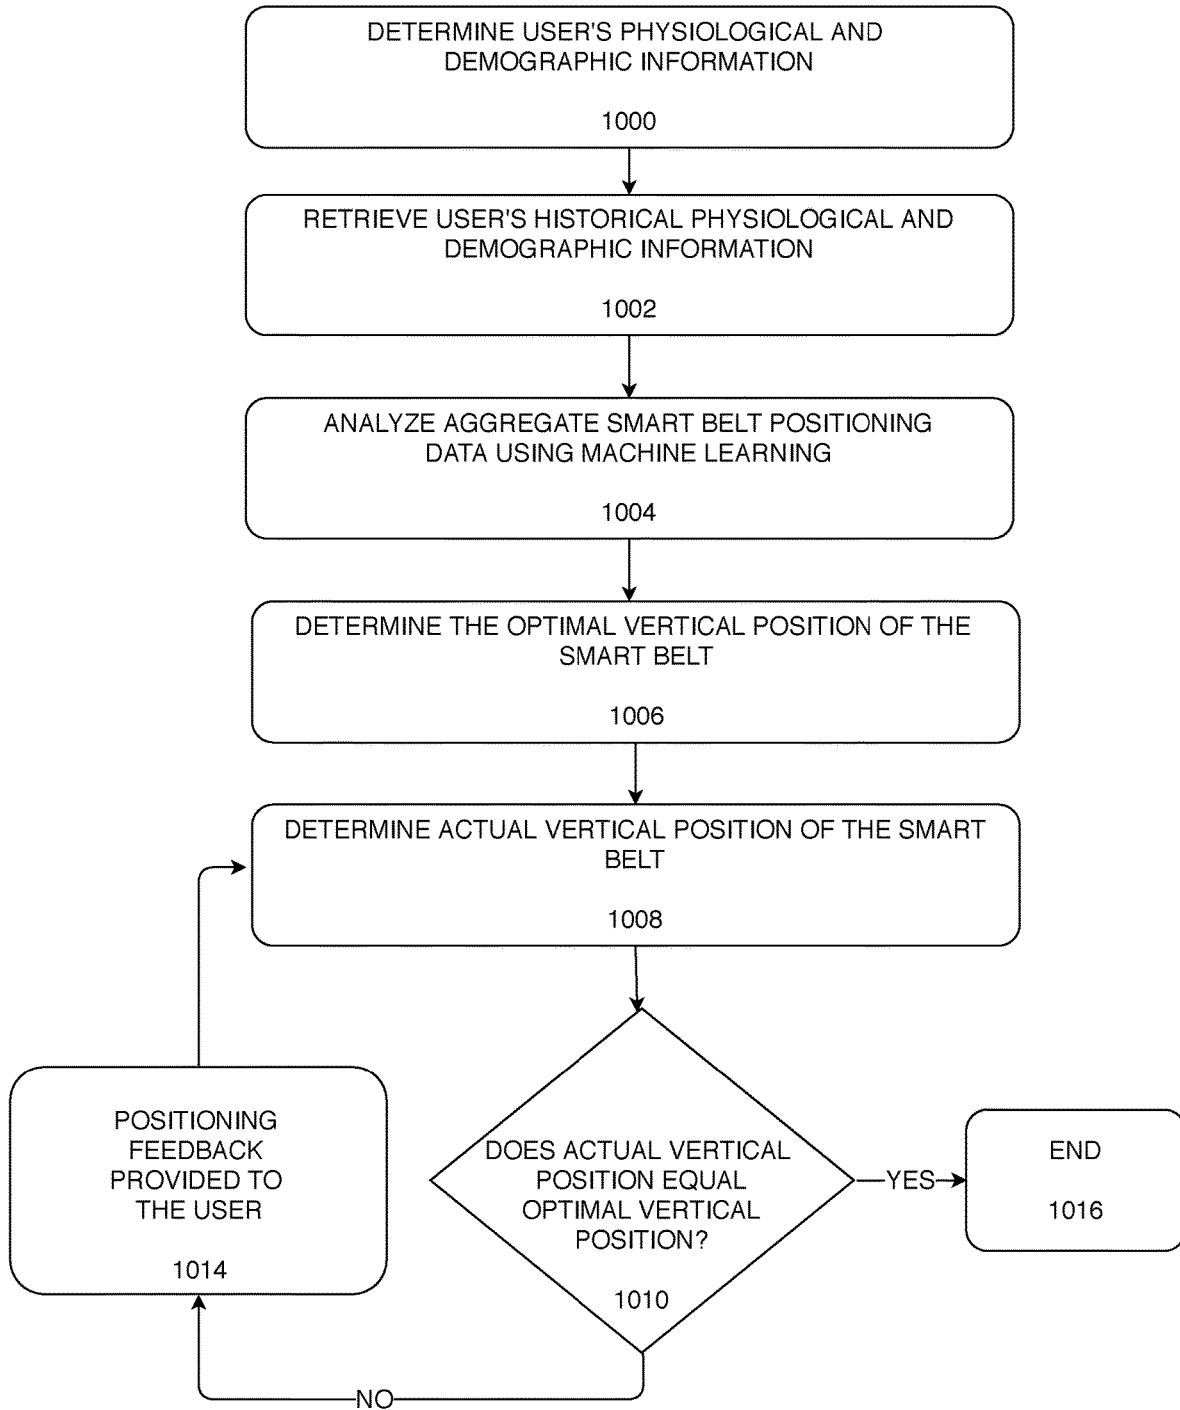 DETERMINE USER'S PHYSIOLOGICAL AND
DEMOGRAPHIC INFORMATION
1000
RETRIEVE USER'S HISTORICAL PHYSIOLOGICAL AND
DEMOGRAPHIC INFORMATION
1002
ANALYZE AGGREGATE SMART BELT POSITIONING
DATA USING MACHINE LEARNING
1004
DETERMINE THE OPTIMAL VERTICAL POSITION OF THE
SMART BELT
1006
DETERMINE ACTUAL VERTICAL POSITION OF THE SMART
BELT
1008
DOES ACTUAL VERTICAL
POSITION EQUAL
OPTIMAL VERTICAL
POSITION?
1010
YES
END
1016
NO
POSITIONING
FEEDBACK
PROVIDED TO
THE USER
1014